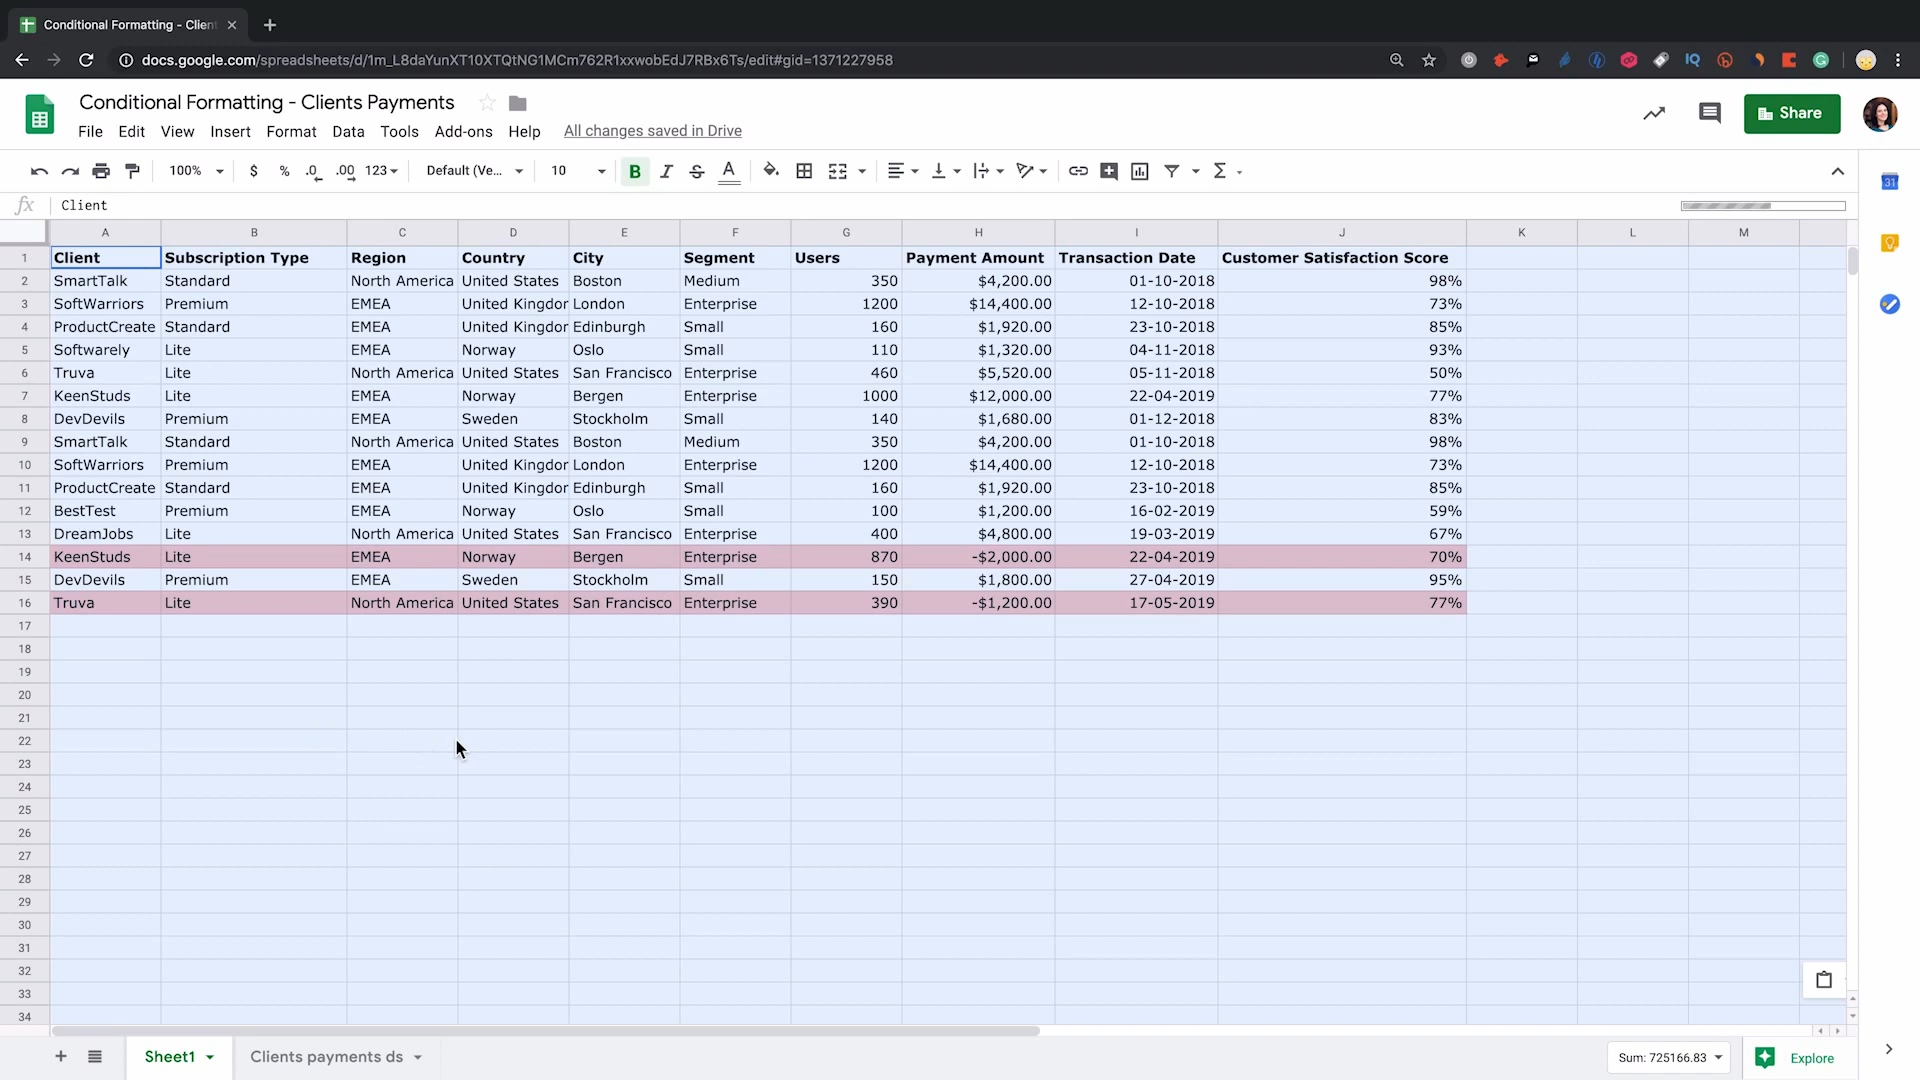 Conditional Formatting - Clien
docs.google.com/spreadsheets/d/1m_L8daYunXT10XTQtNG1MCm762R1xxwobEdJ7RBx6Ts/edit#gid=1371227958
Conditional Formatting - Clients Payments
File Edit View Insert Format Data Tools Add-ons Help All changes saved in Drive
Share
100% $ % .0 .00 123 Default (Ve... 10 B I S A Σ
31
fx Client
A B C D E F G H I J K L M
1 Client Subscription Type Region Country City Segment Users Payment Amount Transaction Date Customer Satisfaction Score
2 SmartTalk Standard North America United States Boston Medium 350 $4,200.00 01-10-2018 98%
3 SoftWarriors Premium EMEA United Kingdor London Enterprise 1200 $14,400.00 12-10-2018 73%
4 ProductCreate Standard EMEA United Kingdor Edinburgh Small 160 $1,920.00 23-10-2018 85%
5 Softwarely Lite EMEA Norway Oslo Small 110 $1,320.00 04-11-2018 93%
6 Truva Lite North America United States San Francisco Enterprise 460 $5,520.00 05-11-2018 50%
7 KeenStuds Lite EMEA Norway Bergen Enterprise 1000 $12,000.00 22-04-2019 77%
8 DevDevils Premium EMEA Sweden Stockholm Small 140 $1,680.00 01-12-2018 83%
9 SmartTalk Standard North America United States Boston Medium 350 $4,200.00 01-10-2018 98%
10 SoftWarriors Premium EMEA United Kingdor London Enterprise 1200 $14,400.00 12-10-2018 73%
11 ProductCreate Standard EMEA United Kingdor Edinburgh Small 160 $1,920.00 23-10-2018 85%
12 BestTest Premium EMEA Norway Oslo Small 100 $1,200.00 16-02-2019 59%
13 DreamJobs Lite North America United States San Francisco Enterprise 400 $4,800.00 19-03-2019 67%
14 KeenStuds Lite EMEA Norway Bergen Enterprise 870 -$2,000.00 22-04-2019 70%
15 DevDevils Premium EMEA Sweden Stockholm Small 150 $1,800.00 27-04-2019 95%
16 Truva Lite North America United States San Francisco Enterprise 390 -$1,200.00 17-05-2019 77%
17
18
19
20
21
22
23
24
25
26
27
28
29
30
31
32
33
34
Sheet1 Clients payments ds Sum: 725166.83 Explore